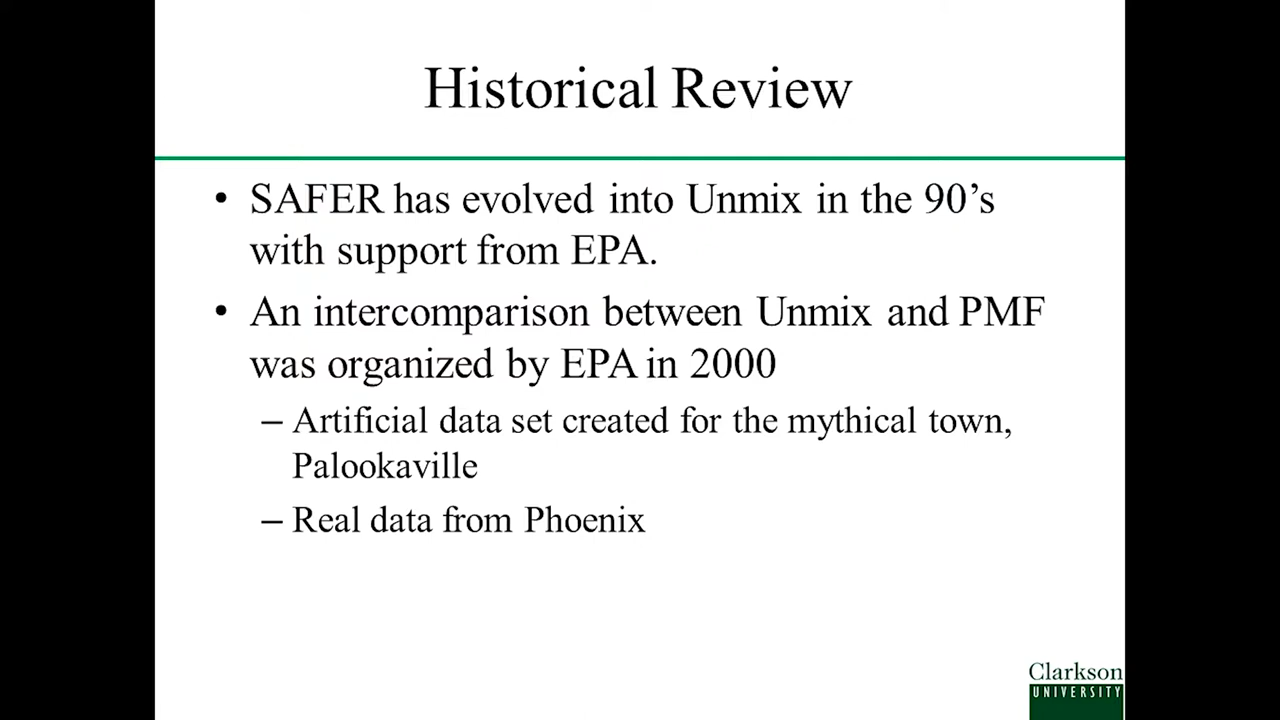 Historical Review
• SAFER has evolved into Unmix in the 90’s
with support from EPA.
• An intercomparison between Unmix and PMF
was organized by EPA in 2000
– Artificial data set created for the mythical town,
Palookaville
– Real data from Phoenix
Clarkson
UNIVERSITY